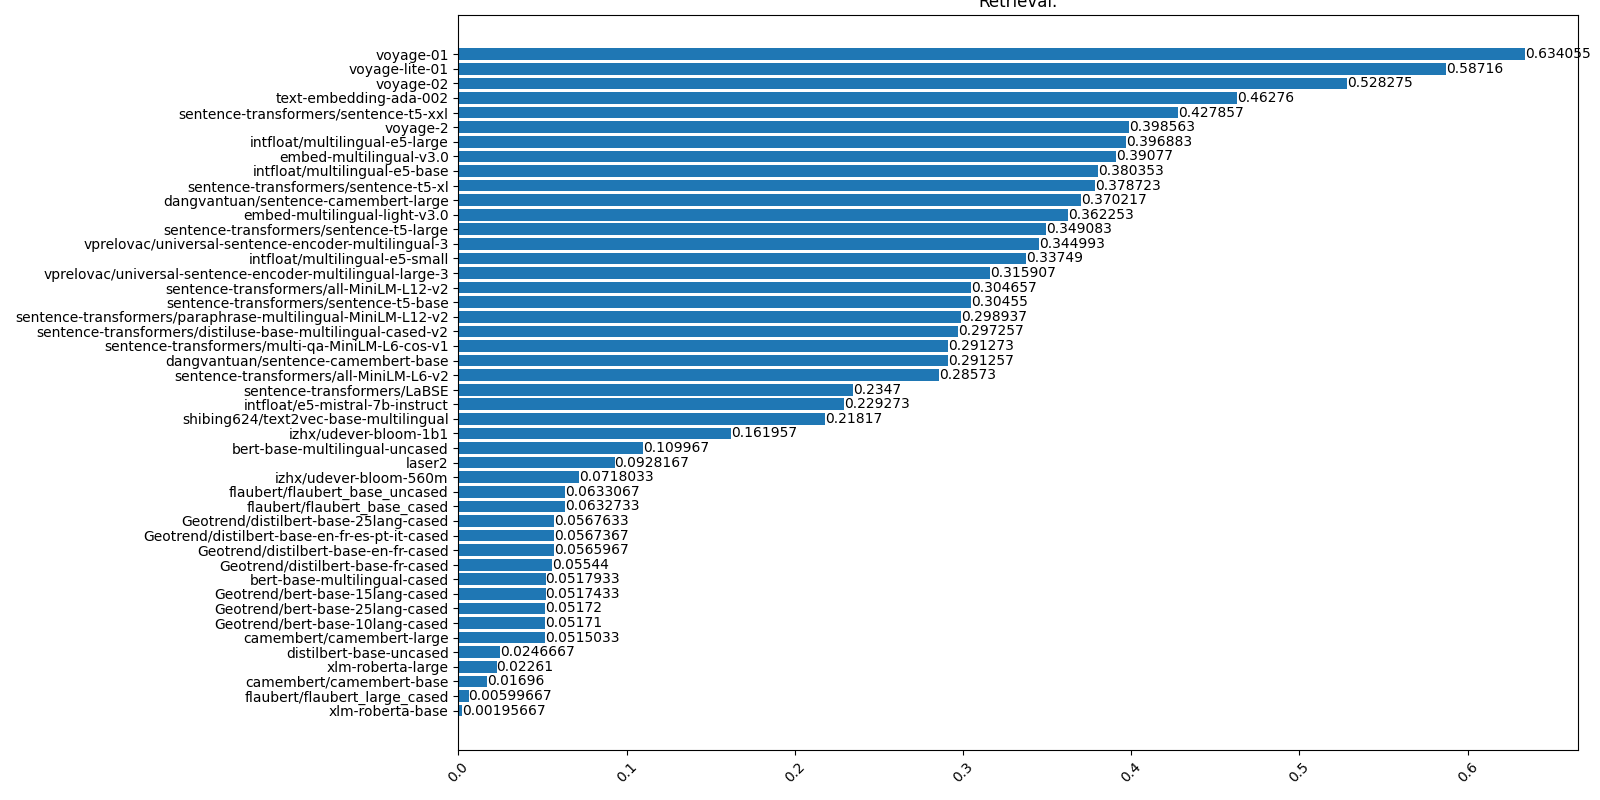 Retrieval.
voyage-01 0.634055
voyage-lite-01 0.58716
voyage-02 0.528275
text-embedding-ada-002 0.46276
sentence-transformers/sentence-t5-xxl 0.427857
voyage-2 0.398563
intfloat/multilingual-e5-large 0.396883
embed-multilingual-v3.0 0.39077
intfloat/multilingual-e5-base 0.380353
sentence-transformers/sentence-t5-xl 0.378723
dangvantuan/sentence-camembert-large 0.370217
embed-multilingual-light-v3.0 0.362253
sentence-transformers/sentence-t5-large 0.349083
vprelovac/universal-sentence-encoder-multilingual-3 0.344993
intfloat/multilingual-e5-small 0.33749
vprelovac/universal-sentence-encoder-multilingual-large-3 0.315907
sentence-transformers/all-MiniLM-L12-v2 0.304657
sentence-transformers/sentence-t5-base 0.30455
sentence-transformers/paraphrase-multilingual-MiniLM-L12-v2 0.298937
sentence-transformers/distiluse-base-multilingual-cased-v2 0.297257
sentence-transformers/multi-qa-MiniLM-L6-cos-v1 0.291273
dangvantuan/sentence-camembert-base 0.291257
sentence-transformers/all-MiniLM-L6-v2 0.28573
sentence-transformers/LaBSE 0.2347
intfloat/e5-mistral-7b-instruct 0.229273
shibing624/text2vec-base-multilingual 0.21817
izhx/udever-bloom-1b1 0.161957
bert-base-multilingual-uncased 0.109967
laser2 0.0928167
izhx/udever-bloom-560m 0.0718033
flaubert/flaubert_base_uncased 0.0633067
flaubert/flaubert_base_cased 0.0632733
Geotrend/distilbert-base-25lang-cased 0.0567633
Geotrend/distilbert-base-en-fr-es-pt-it-cased 0.0567367
Geotrend/distilbert-base-en-fr-cased 0.0565967
Geotrend/distilbert-base-fr-cased 0.05544
bert-base-multilingual-cased 0.0517933
Geotrend/bert-base-15lang-cased 0.0517433
Geotrend/bert-base-25lang-cased 0.05172
Geotrend/bert-base-10lang-cased 0.05171
camembert/camembert-large 0.0515033
distilbert-base-uncased 0.0246667
xlm-roberta-large 0.02261
camembert/camembert-base 0.01696
flaubert/flaubert_large_cased 0.00599667
xlm-roberta-base 0.00195667
0.0 0.1 0.2 0.3 0.4 0.5 0.6